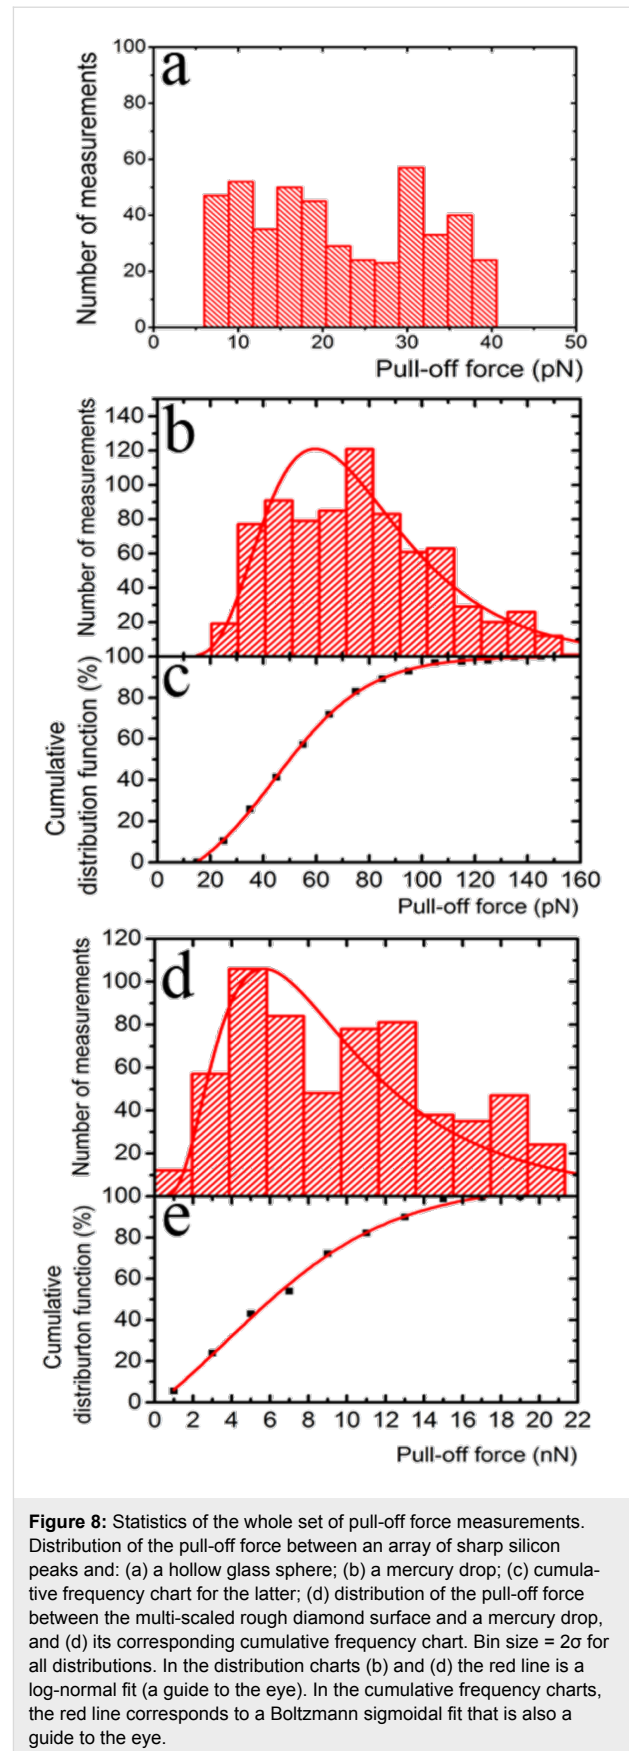 100
a
80
60
40
20
0
0 10 20 30 40 50
Number of measurements
Pull-off force (pN)
140
b
120
100
80
60
40
20
Number of measurements
100
c
80
60
40
20
0
0 20 40 60 80 100 120 140 160
Cumulative
distribution function (%)
Pull-off force (pN)
120
d
100
80
60
40
20
Number of measurements
100
e
80
60
40
20
0
0 2 4 6 8 10 12 14 16 18 20 22
Cumulative
distriburton function (%)
Pull-off force (nN)
Figure 8: Statistics of the whole set of pull-off force measurements.
Distribution of the pull-off force between an array of sharp silicon
peaks and: (a) a hollow glass sphere; (b) a mercury drop; (c) cumula-
tive frequency chart for the latter; (d) distribution of the pull-off force
between the multi-scaled rough diamond surface and a mercury drop,
and (d) its corresponding cumulative frequency chart. Bin size = 2σ for
all distributions. In the distribution charts (b) and (d) the red line is a
log-normal fit (a guide to the eye). In the cumulative frequency charts,
the red line corresponds to a Boltzmann sigmoidal fit that is also a
guide to the eye.